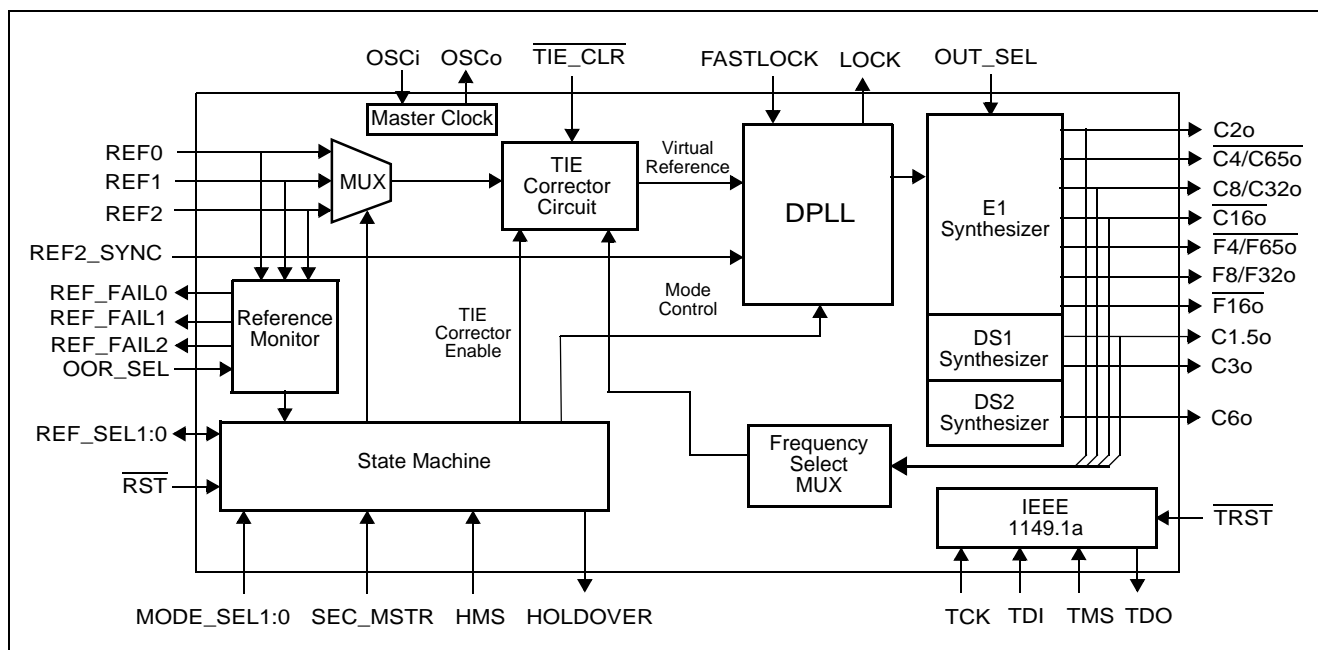 OSCi
OSCo
TIE_CLR
FASTLOCK
LOCK
OUT_SEL
Master Clock
REF0
REF1
REF2
REF2_SYNC
MUX
TIE
Corrector
Circuit
Virtual
Reference
DPLL
E1
Synthesizer
DS1
Synthesizer
DS2
Synthesizer
C2o
C4/C65o
C8/C32o
C16o
F4/F65o
F8/F32o
F16o
C1.5o
C3o
C6o
REF_FAIL0
REF_FAIL1
REF_FAIL2
OOR_SEL
Reference
Monitor
TIE
Corrector
Enable
Mode
Control
REF_SEL1:0
RST
State Machine
Frequency
Select
MUX
IEEE
1149.1a
TRST
MODE_SEL1:0
SEC_MSTR
HMS
HOLDOVER
TCK
TDI
TMS
TDO